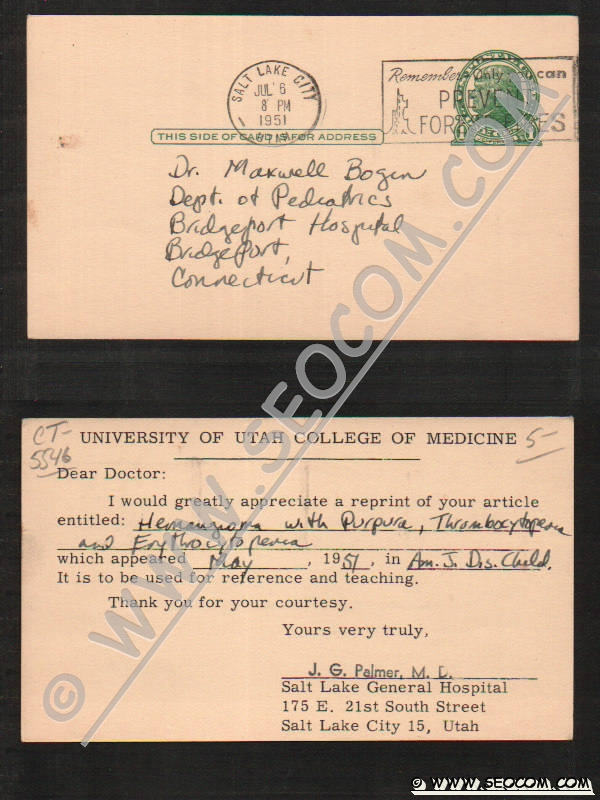 SALT LAKE CITY
JUL 6
8 PM
1951
UTAH
Remember Only can
PREVE
FOR ES
THIS SIDE OF CARD IS FOR ADDRESS
Dr. Maxwell Bogin
Dept. of Pediatrics
Bridgeport Hospital
Bridgeport,
Connecticut
CT-
5546
UNIVERSITY OF UTAH COLLEGE OF MEDICINE 5-
Dear Doctor:
I would greatly appreciate a reprint of your article
entitled: Hemangioma with Purpura, Thrombocytopenia
and Erythrocytopenia
which appeared May, 1951, in Am. J. Dis. Child.
It is to be used for reference and teaching.
Thank you for your courtesy.
Yours very truly,
J. G. Palmer, M. D.
Salt Lake General Hospital
175 E. 21st South Street
Salt Lake City 15, Utah
© WWW.SEOCOM.COM
© WWW.SEOCOM.COM